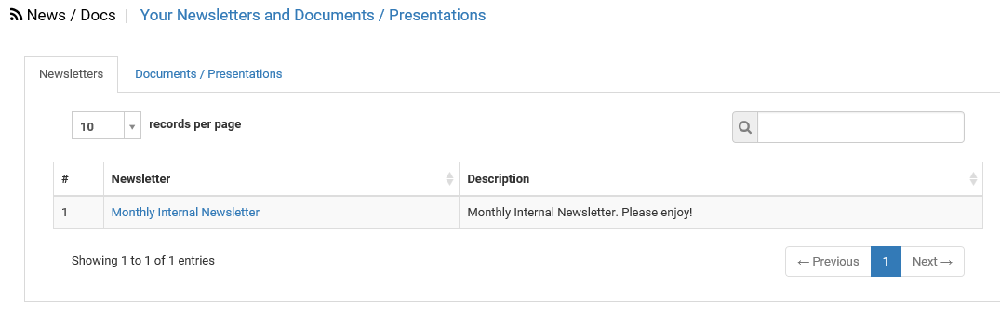 News / Docs | Your Newsletters and Documents / Presentations
Newsletters Documents / Presentations
10 records per page
# Newsletter Description
1 Monthly Internal Newsletter Monthly Internal Newsletter. Please enjoy!
Showing 1 to 1 of 1 entries ← Previous 1 Next →